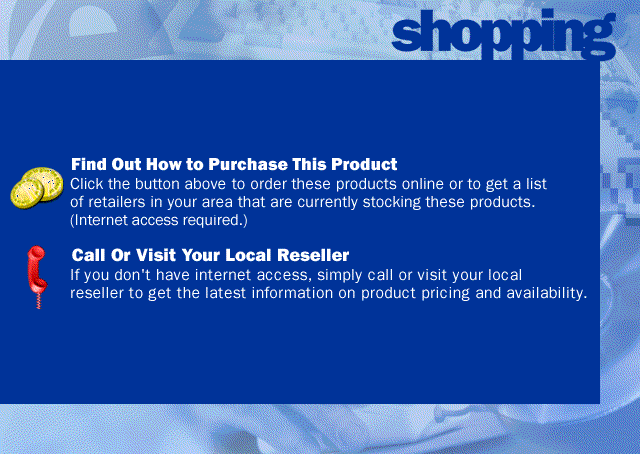 shopping
Find Out How to Purchase This Product
Click the button above to order these products online or to get a list
of retailers in your area that are currently stocking these products.
(Internet access required.)
Call Or Visit Your Local Reseller
If you don't have internet access, simply call or visit your local
reseller to get the latest information on product pricing and availability.